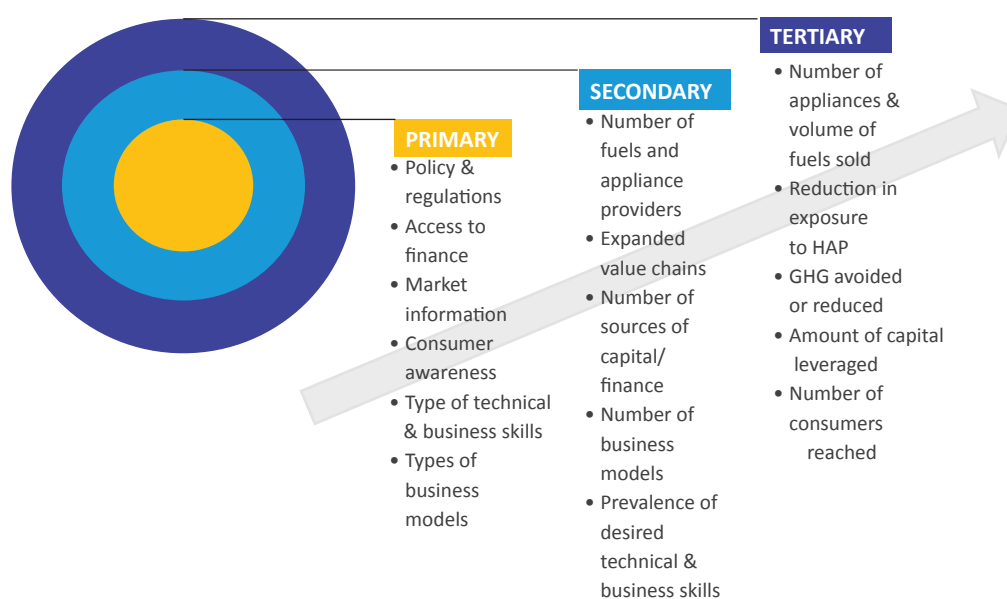 PRIMARY
• Policy &
regulations
• Access to
finance
• Market
information
• Consumer
awareness
• Type of technical
& business skills
• Types of
business
models
SECONDARY
• Number of
fuels and
appliance
providers
• Expanded
value chains
• Number of
sources of
capital/
finance
• Number of
business
models
• Prevalence of
desired
technical &
business skills
TERTIARY
• Number of
appliances &
volume of
fuels sold
• Reduction in
exposure
to HAP
• GHG avoided
or reduced
• Amount of capital
leveraged
• Number of
consumers
reached